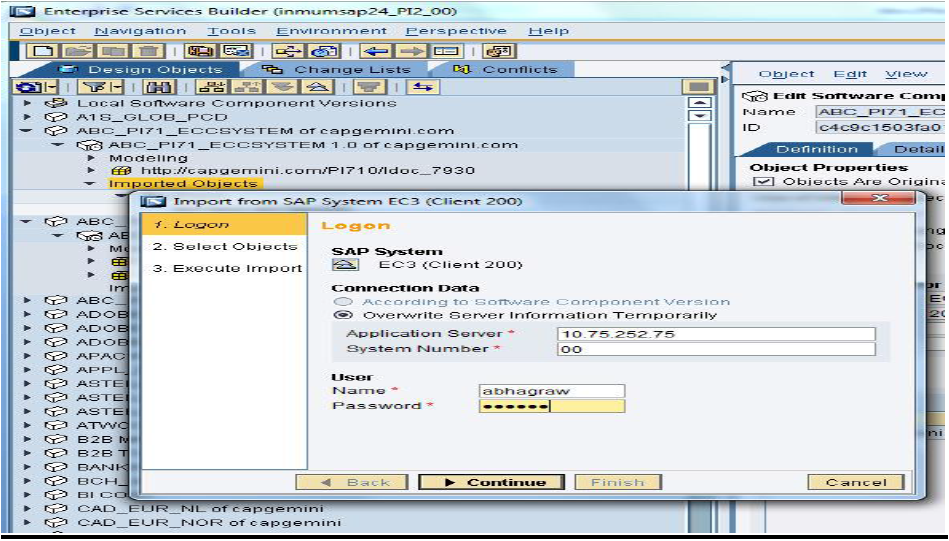 Enterprise Services Builder (inmumsap24_PI2_00)
Object Navigation Tools Environment Perspective Help
Design Objects Change Lists Conflicts
Local Software Component Versions
A1S_GLOB_PCD
ABC_PI71_ECCSYSTEM of capgemini.com
ABC_PI71_ECCSYSTEM 1.0 of capgemini.com
Modeling
http://capgemini.com/PI710/Idoc_7930
Imported Objects
ABC_
ABC_
ADOB
ADOB
ADOB
APAC
APPL_
ASTE
ASTE
ASTE
ATWO
B2B M
B2B T
BANK
BCH_
BI CO
CAD_EUR_NL of capgemini
CAD_EUR_NOR of capgemini
Object Edit View
Edit Software Comp
Name ABC_PI71_EC
ID c4c9c1503fa01
Definition Detail
Object Properties
Objects Are Origina
Import from SAP System EC3 (Client 200)
1. Logon
2. Select Objects
3. Execute Import
Logon
SAP System
EC3 (Client 200)
Connection Data
According to Software Component Version
Overwrite Server Information Temporarily
Application Server * 10.75.252.75
System Number * 00
User
Name * abhagraw
Password * ••••••
Back Continue Finish Cancel